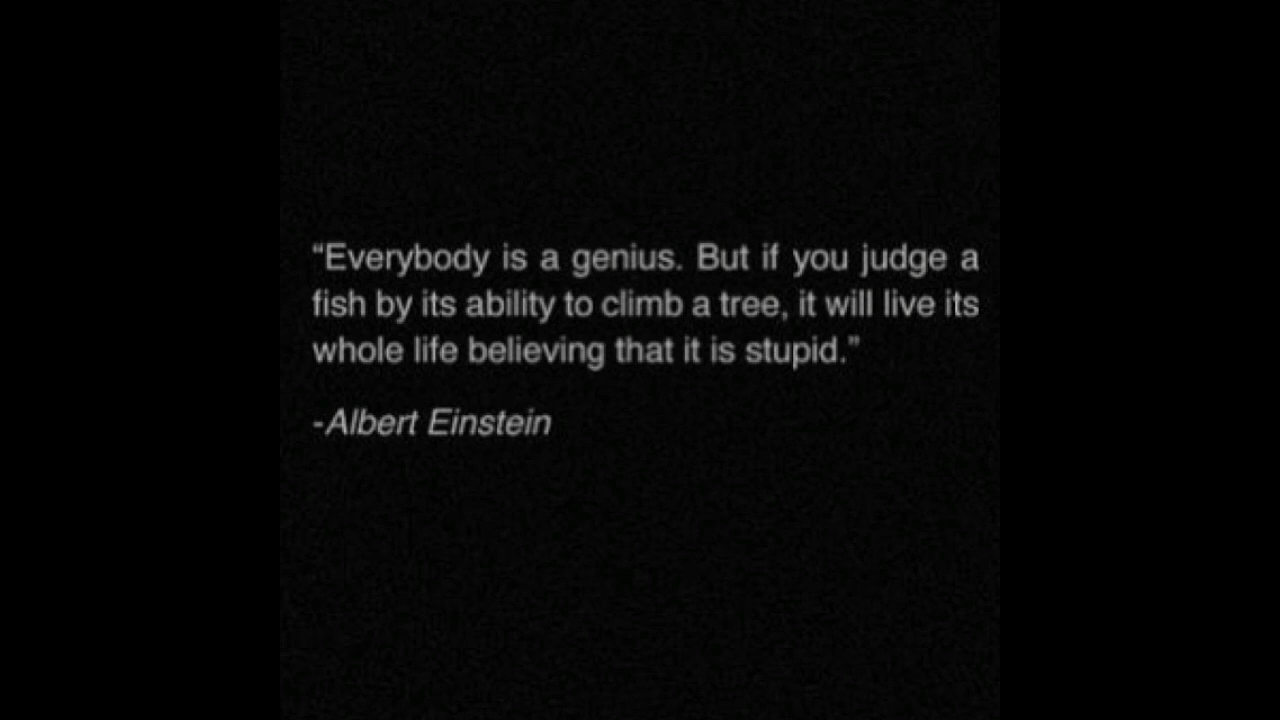 “Everybody is a genius. But if you judge a
fish by its ability to climb a tree, it will live its
whole life believing that it is stupid.”
-Albert Einstein